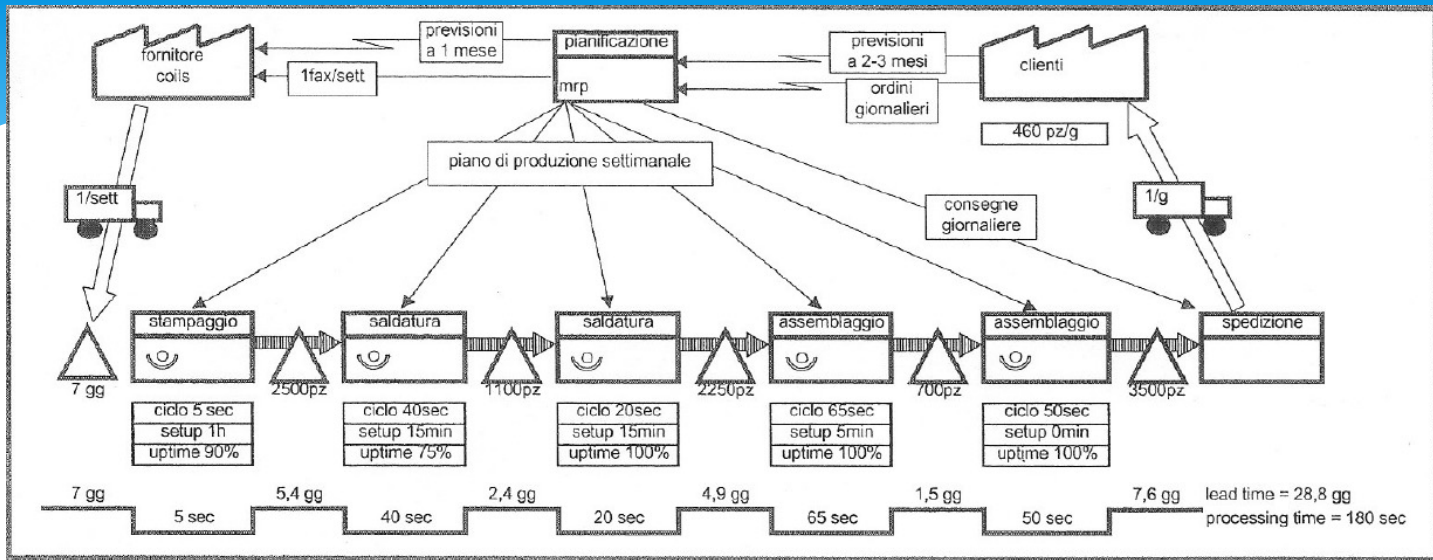 fornitore
coils
previsioni
a 1 mese
1fax/sett
pianificazione
mrp
previsioni
a 2-3 mesi
ordini
giornalieri
clienti
460 pz/g
piano di produzione settimanale
1/sett
consegne
giornaliere
1/g
stampaggio
saldatura
saldatura
assemblaggio
assemblaggio
spedizione
7 gg
2500pz
1100pz
2250pz
700pz
3500pz
ciclo 5 sec
setup 1h
uptime 90%
ciclo 40sec
setup 15min
uptime 75%
ciclo 20sec
setup 15min
uptime 100%
ciclo 65sec
setup 5min
uptime 100%
ciclo 50sec
setup 0min
uptime 100%
7 gg
5,4 gg
2,4 gg
4,9 gg
1,5 gg
7,6 gg
5 sec
40 sec
20 sec
65 sec
50 sec
lead time = 28,8 gg
processing time = 180 sec